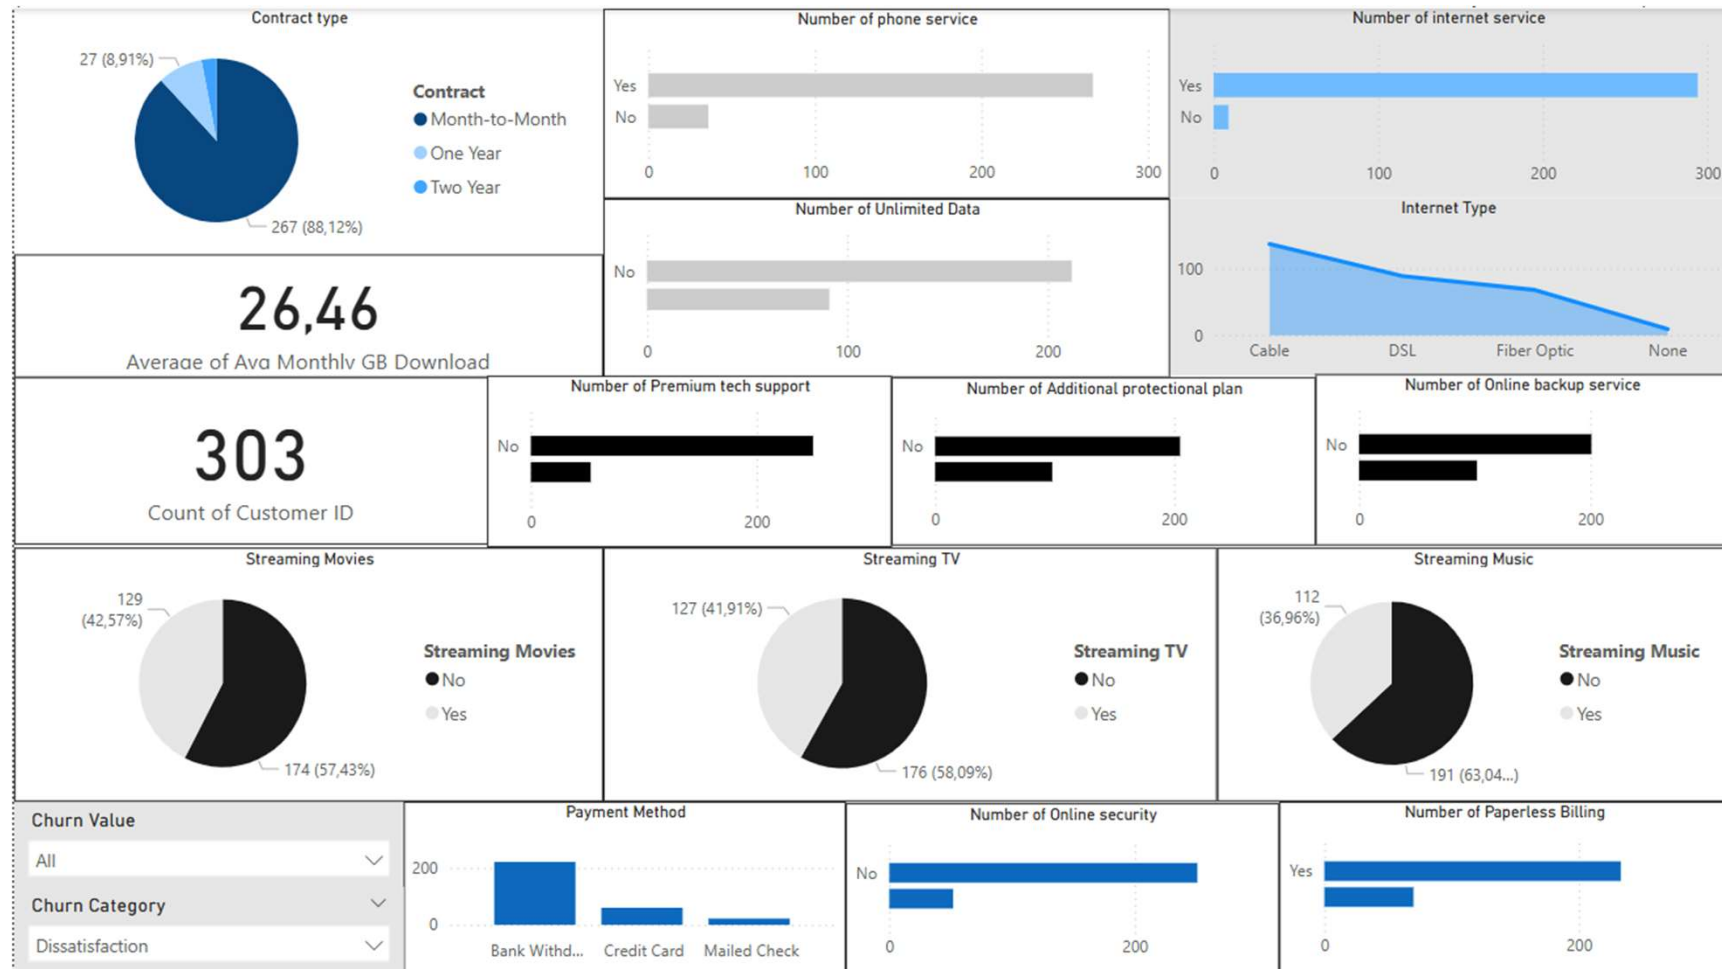 Contract type
27 (8,91%)
267 (88,12%)
Contract
Month-to-Month
One Year
Two Year
Number of phone service
Yes
No
0
100
200
300
Number of internet service
Yes
No
0
100
200
300
Number of Unlimited Data
No
0
100
200
Internet Type
100
0
Cable
DSL
Fiber Optic
None
26,46
Average of Avg Monthly GB Download
303
Count of Customer ID
Number of Premium tech support
No
0
200
Number of Additional protectional plan
No
0
200
Number of Online backup service
No
0
200
Streaming Movies
129
(42,57%)
174 (57,43%)
Streaming Movies
No
Yes
Streaming TV
127 (41,91%)
176 (58,09%)
Streaming TV
No
Yes
Streaming Music
112
(36,96%)
191 (63,04...)
Streaming Music
No
Yes
Churn Value
All
Churn Category
Dissatisfaction
Payment Method
200
0
Bank Withd...
Credit Card
Mailed Check
Number of Online security
No
0
200
Number of Paperless Billing
Yes
0
200